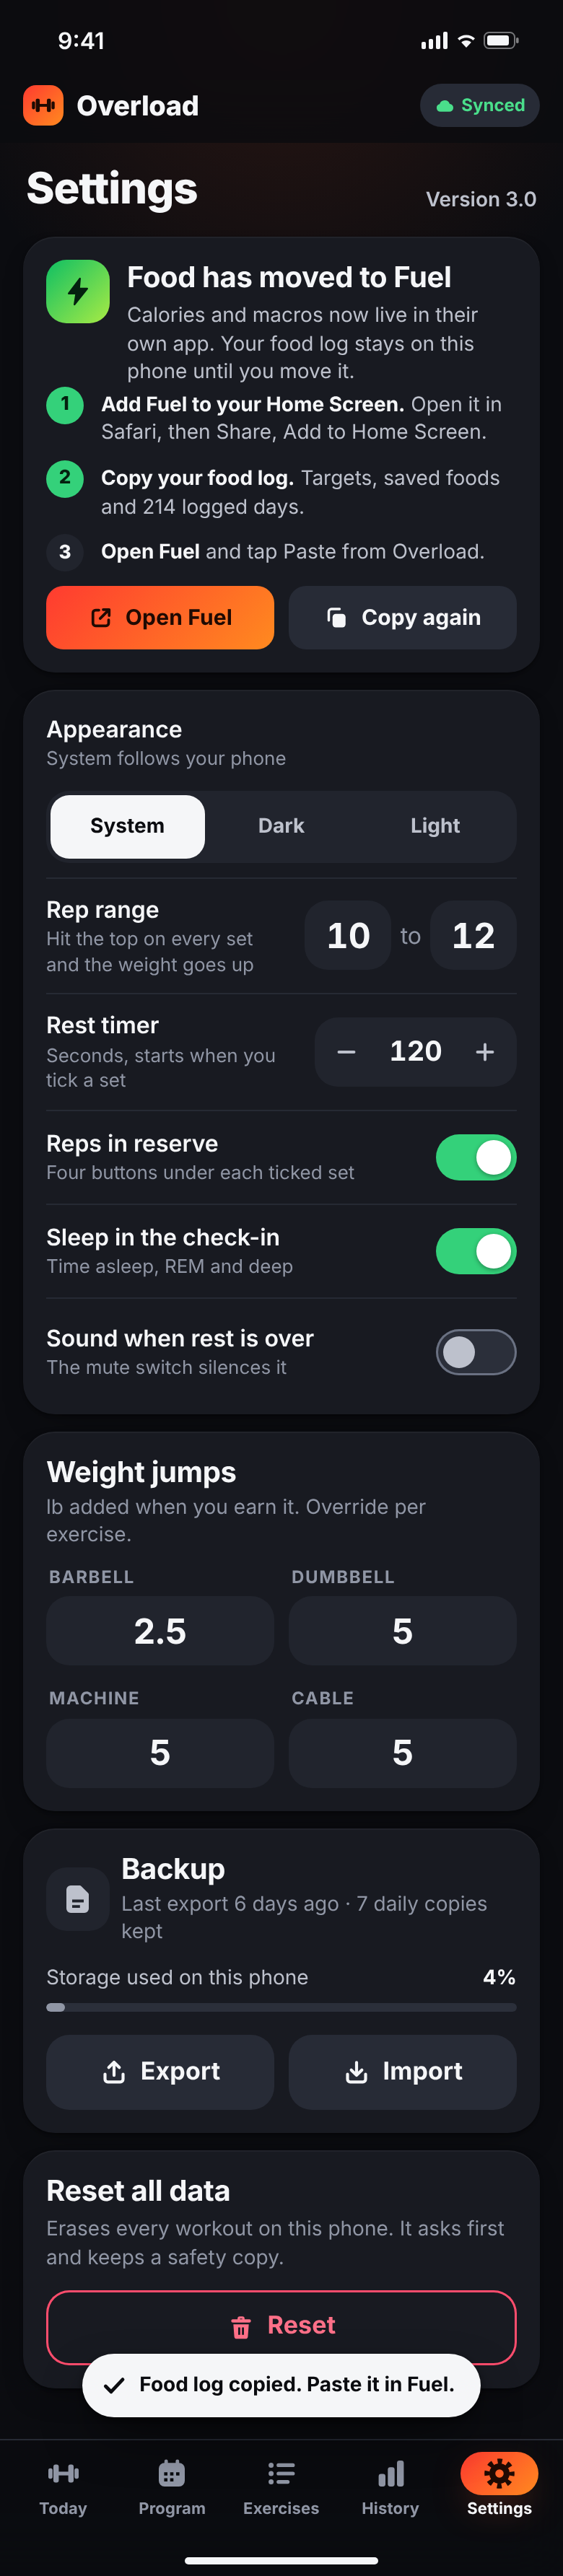 9:41
Overload
Synced
Settings
Version 3.0
Food has moved to Fuel
Calories and macros now live in their
own app. Your food log stays on this
phone until you move it.
1
Add Fuel to your Home Screen. Open it in
Safari, then Share, Add to Home Screen.
2
Copy your food log. Targets, saved foods
and 214 logged days.
3
Open Fuel and tap Paste from Overload.
Open Fuel
Copy again
Appearance
System follows your phone
System
Dark
Light
Rep range
Hit the top on every set
and the weight goes up
10 to 12
Rest timer
Seconds, starts when you
tick a set
− 120 +
Reps in reserve
Four buttons under each ticked set
Sleep in the check-in
Time asleep, REM and deep
Sound when rest is over
The mute switch silences it
Weight jumps
lb added when you earn it. Override per
exercise.
BARBELL
DUMBBELL
2.5
5
MACHINE
CABLE
5
5
Backup
Last export 6 days ago · 7 daily copies
kept
Storage used on this phone
4%
Export
Import
Reset all data
Erases every workout on this phone. It asks first
and keeps a safety copy.
Reset
Food log copied. Paste it in Fuel.
Today
Program
Exercises
History
Settings